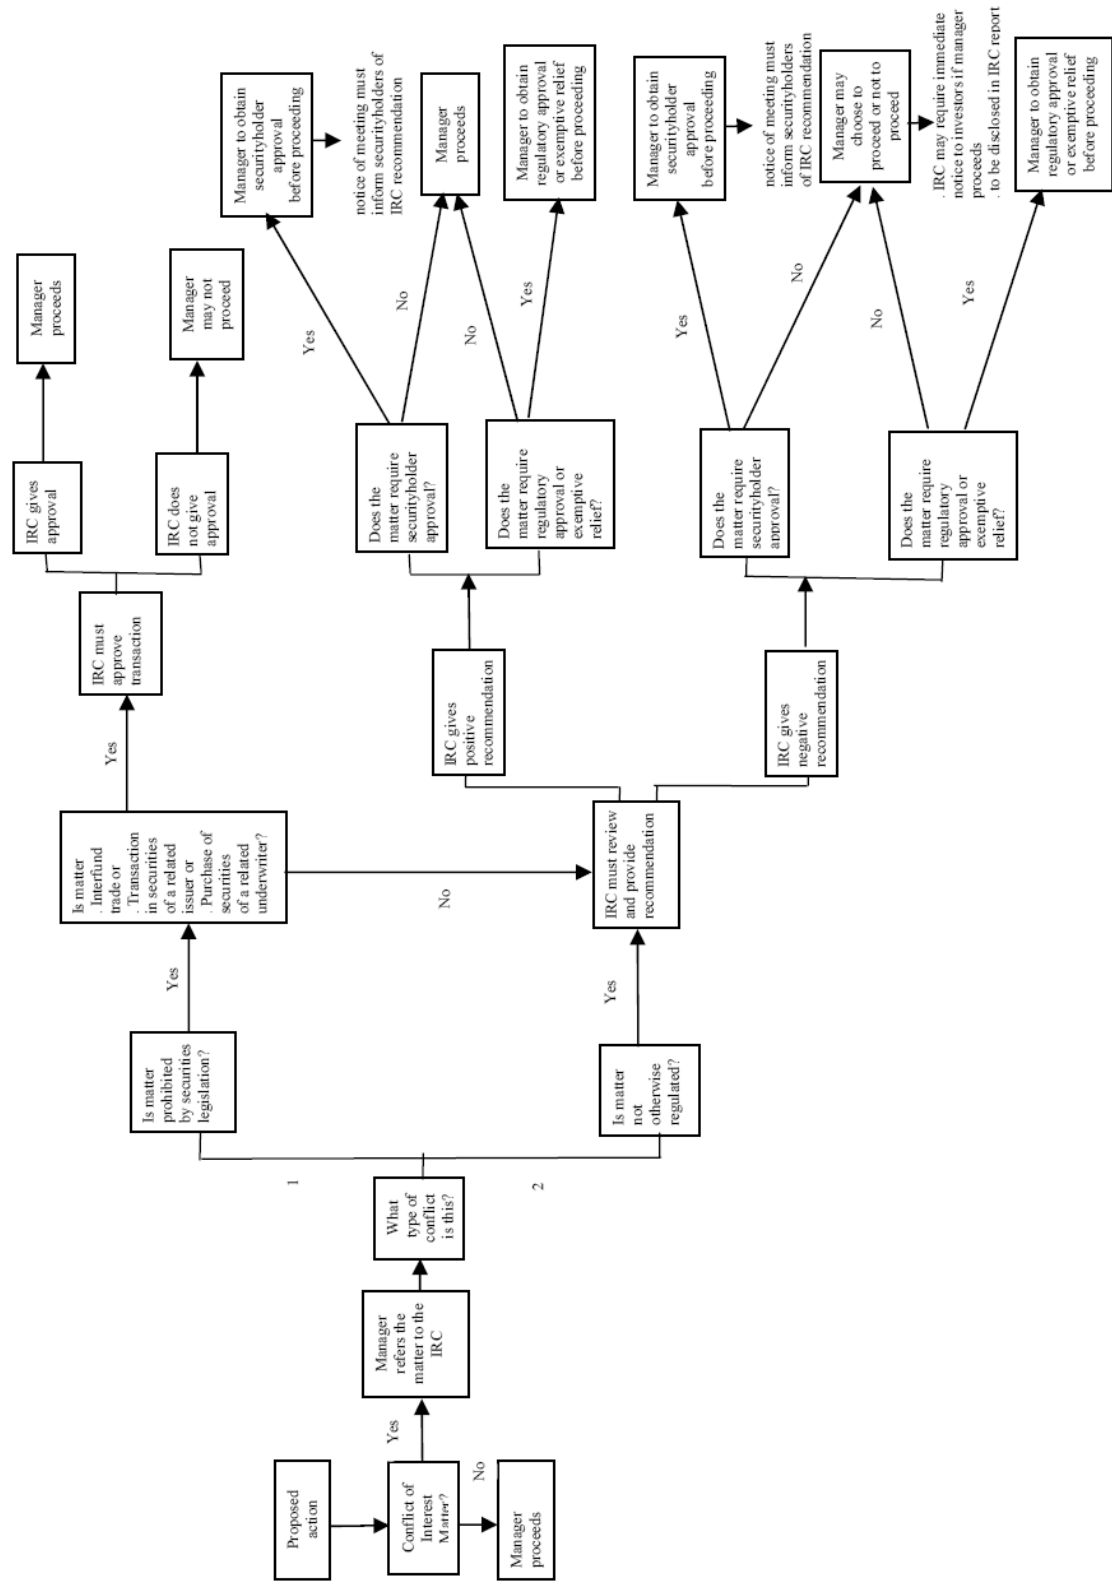 Proposed
action
Conflict of
Interest
Matter?
No
Manager
proceeds
Yes
Manager
refers the
matter to the
IRC
What
type of
conflict
is this?
1
2
Is matter
prohibited
by securities
legislation?
Yes
Is matter
. Interfund
trade or
. Transaction
in securities
of a related
issuer or
. Purchase of
securities
of a related
underwriter?
Yes
No
IRC must
approve
transaction
IRC gives
approval
Manager
proceeds
IRC does
not give
approval
Manager
may not
proceed
Is matter
not
otherwise
regulated?
Yes
IRC must review
and provide
recommendation
IRC gives
positive
recommendation
Does the
matter require
securityholder
approval?
Yes
Manager to obtain
securityholder
approval
before proceeding
notice of meeting must
inform securityholders of
IRC recommendation
No
Manager
proceeds
Does the
matter require
regulatory
approval or
exemptive
relief?
No
Yes
Manager to obtain
regulatory approval
or exemptive relief
before proceeding
IRC gives
negative
recommendation
Does the
matter require
securityholder
approval?
Yes
Manager to obtain
securityholder
approval
before proceeding
notice of meeting must
inform securityholders
of IRC recommendation
No
Manager may
choose to
proceed or not to
proceed
. IRC may require immediate
notice to investors if manager
proceeds
. to be disclosed in IRC report
Does the
matter require
regulatory
approval or
exemptive
relief?
No
Yes
Manager to obtain
regulatory approval
or exemptive relief
before proceeding